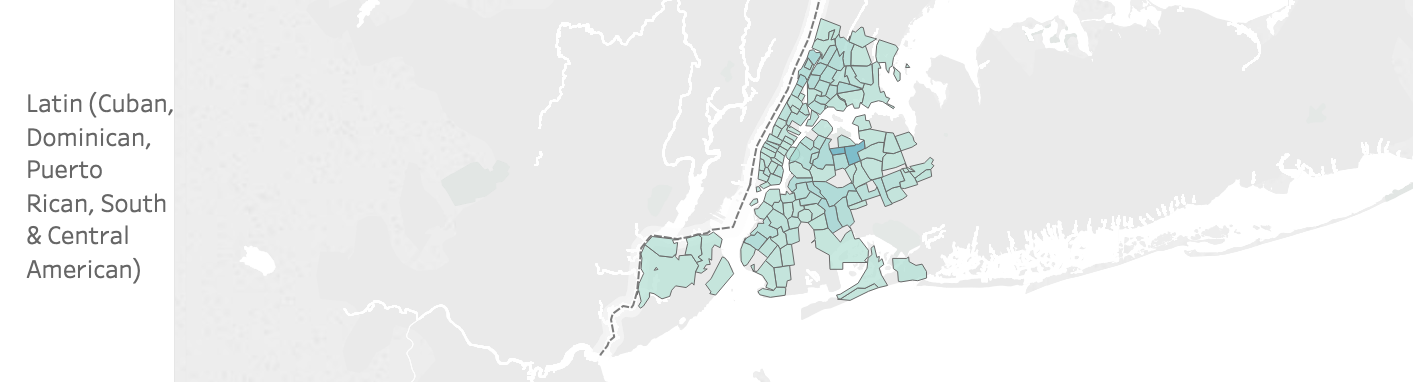 Latin (Cuban,
Dominican,
Puerto
Rican, South
& Central
American)